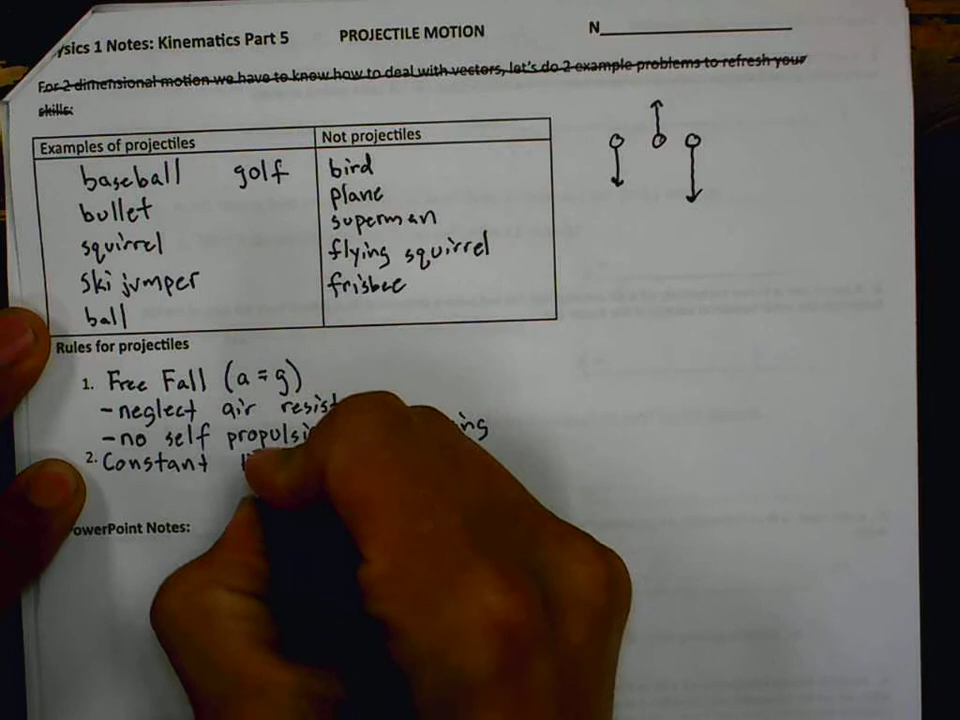 ysics 1 Notes: Kinematics Part 5 PROJECTILE MOTION N
For 2 dimensional motion we have to know how to deal with vectors, let's do 2 example problems to refresh your
skills:
Examples of projectiles Not projectiles
baseball golf bird
bullet plane
squirrel superman
ski jumper flying squirrel
ball frisbee
Rules for projectiles
1. Free Fall (a = g)
-neglect air resist
-no self propulsi ing
2. Constant
owerPoint Notes: